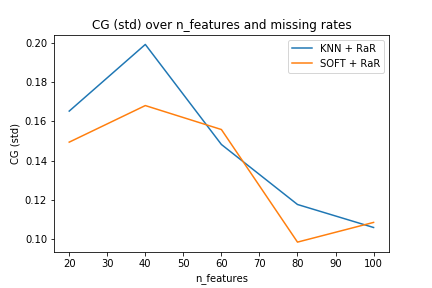 CG (std) over n_features and missing rates
CG (std)
0.20
0.18
0.16
0.14
0.12
0.10
KNN + RaR
SOFT + RaR
20 30 40 50 60 70 80 90 100
n_features